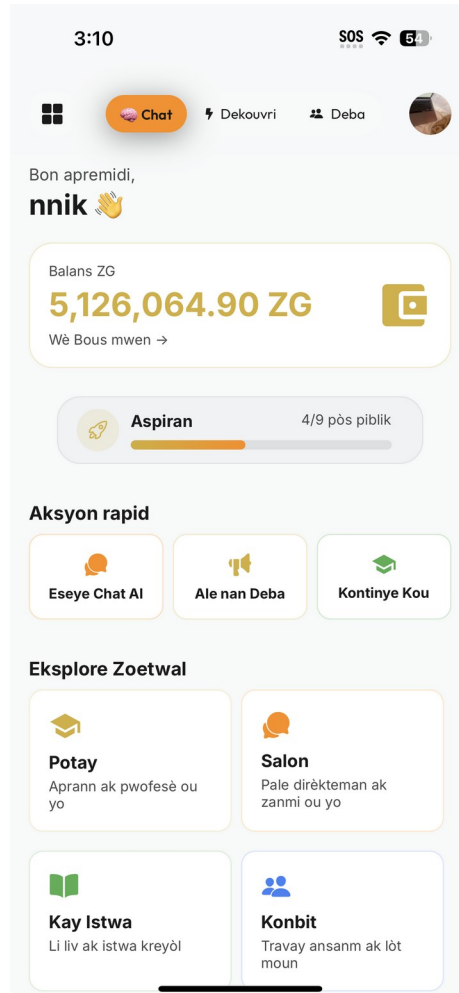 3:10
SOS
54
Chat
Dekouvri
Deba
Bon apremidi,
nnik 👋
Balans ZG
5,126,064.90 ZG
Wè Bous mwen →
Aspiran
4/9 pòs piblik
Aksyon rapid
Eseye Chat AI
Ale nan Deba
Kontinye Kou
Eksplore Zoetwal
Potay
Aprann ak pwofesè ou
yo
Salon
Pale dirèkteman ak
zanmi ou yo
Kay Istwa
Li liv ak istwa kreyòl
Konbit
Travay ansanm ak lòt
moun